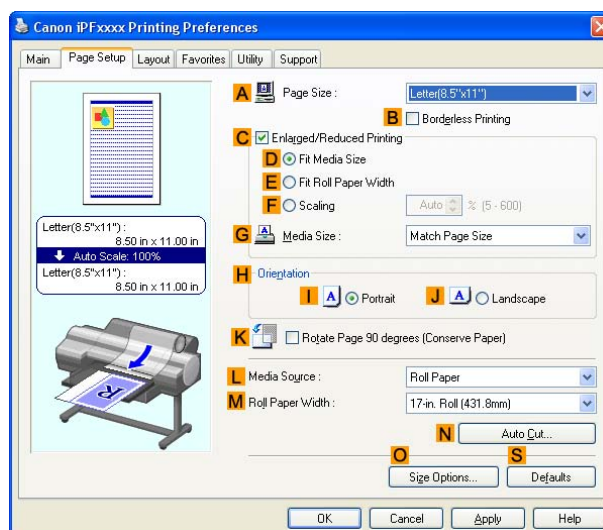 Canon iPFxxxx Printing Preferences
Main Page Setup Layout Favorites Utility Support
A Page Size : Letter(8.5"x11")
B Borderless Printing
C Enlarged/Reduced Printing
D Fit Media Size
E Fit Roll Paper Width
F Scaling Auto % (5 - 600)
G Media Size : Match Page Size
Letter(8.5"x11") :
8.50 in x 11.00 in
Auto Scale: 100%
Letter(8.5"x11") :
8.50 in x 11.00 in
H Orientation
I A Portrait J A Landscape
K Rotate Page 90 degrees (Conserve Paper)
R
L Media Source : Roll Paper
M Roll Paper Width : 17-in. Roll (431.8mm)
N Auto Cut...
O S
Size Options... Defaults
OK Cancel Apply Help